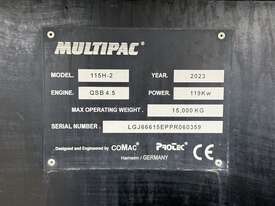 MULTIPAC®
MODEL. 115H-2 YEAR. 2023
ENGINE. QSB 4.5 POWER. 119Kw
MAX OPERATING WEIGHT. 15,000 KG
SERIAL NUMBER. LGJ66615EPPR060359
Designed and Engineered by COMAC PROTEC CE
Hameln / GERMANY